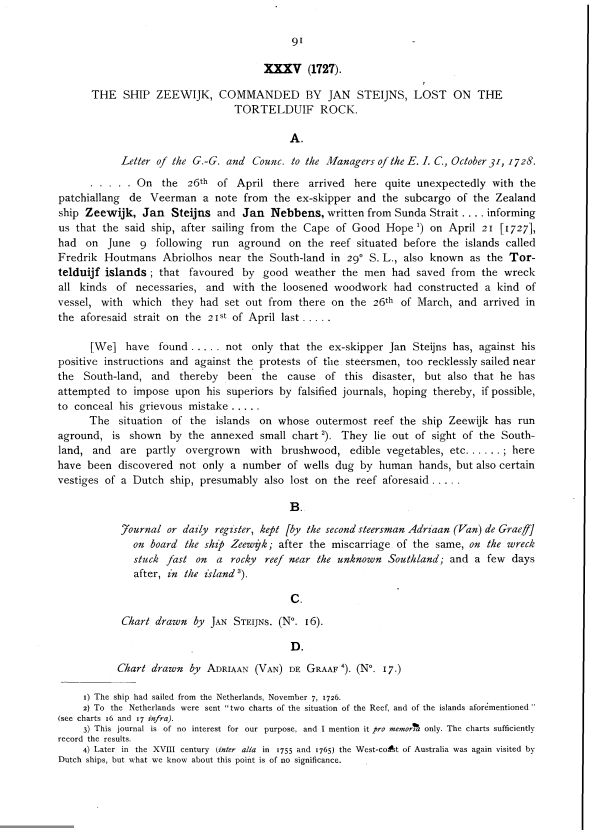 91
XXXV (1727).
THE SHIP ZEEWIJK, COMMANDED BY JAN STEIJNS, LOST ON THE
TORTELDUIF ROCK.
A.
Letter of the G.-G. and Counc. to the Managers of the E. I. C., October 31, 1728.
. . . . . On the 26th of April there arrived here quite unexpectedly with the
patchiallang de Veerman a note from the ex-skipper and the subcargo of the Zealand
ship Zeewijk, Jan Steijns and Jan Nebbens, written from Sunda Strait . . . . informing
us that the said ship, after sailing from the Cape of Good Hope 1) on April 21 [1727],
had on June 9 following run aground on the reef situated before the islands called
Fredrik Houtmans Abriolhos near the South-land in 29° S. L., also known as the Tor-
telduijf islands ; that favoured by good weather the men had saved from the wreck
all kinds of necessaries, and with the loosened woodwork had constructed a kind of
vessel, with which they had set out from there on the 26th of March, and arrived in
the aforesaid strait on the 21st of April last . . . . .
[We] have found . . . . . not only that the ex-skipper Jan Steijns has, against his
positive instructions and against the protests of the steersmen, too recklessly sailed near
the South-land, and thereby been the cause of this disaster, but also that he has
attempted to impose upon his superiors by falsified journals, hoping thereby, if possible,
to conceal his grievous mistake . . . . .
The situation of the islands on whose outermost reef the ship Zeewijk has run
aground, is shown by the annexed small chart 2). They lie out of sight of the South-
land, and are partly overgrown with brushwood, edible vegetables, etc. . . . . . ; here
have been discovered not only a number of wells dug by human hands, but also certain
vestiges of a Dutch ship, presumably also lost on the reef aforesaid . . . . .
B.
Journal or daily register, kept [by the second steersman Adriaan (Van) de Graeff]
on board the ship Zeewijk; after the miscarriage of the same, on the wreck
stuck fast on a rocky reef near the unknown Southland; and a few days
after, in the island 3).
C.
Chart drawn by JAN STEIJNS. (No. 16).
D.
Chart drawn by ADRIAAN (VAN) DE GRAAF 4). (No. 17.)
1) The ship had sailed from the Netherlands, November 7, 1726.
2) To the Netherlands were sent "two charts of the situation of the Reef, and of the islands aforementioned"
(see charts 16 and 17 infra).
3) This journal is of no interest for our purpose, and I mention it pro memoria only. The charts sufficiently
record the results.
4) Later in the XVIII century (inter alia in 1755 and 1765) the West-coast of Australia was again visited by
Dutch ships, but what we know about this point is of no significance.